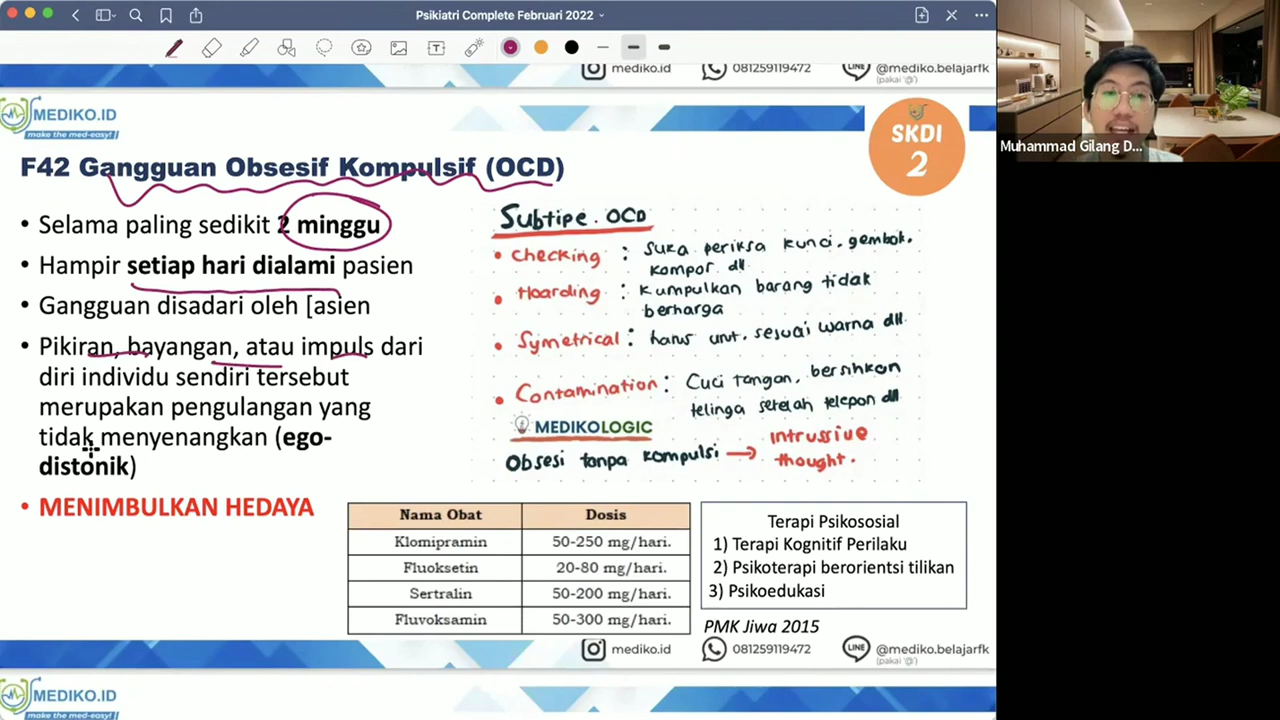 Psikiatri Complete Februari 2022
mediko.id
081259119472
@mediko.belajarfk
(pakai '@')
MEDIKO.ID
make the med-easy!
SKDI
2
F42 Gangguan Obsesif Kompulsif (OCD)
• Selama paling sedikit 2 minggu
• Hampir setiap hari dialami pasien
• Gangguan disadari oleh [asien
• Pikiran, bayangan, atau impuls dari
diri individu sendiri tersebut
merupakan pengulangan yang
tidak menyenangkan (ego-
distonik)
• MENIMBULKAN HEDAYA
Subtipe. OCD
• Checking : suka periksa kunci, gembok,
kompor dll
• Hoarding : kumpulkan barang tidak
berharga
• Symetrical : harus urut, sesuai warna dll
• Contamination : Cuci tangan, bersihkan
telinga setelah telepon dll
MEDIKOLOGIC
Obsesi tanpa kompulsi → intrussive
thought.
Nama Obat Dosis
Klomipramin 50-250 mg/hari.
Fluoksetin 20-80 mg/hari.
Sertralin 50-200 mg/hari.
Fluvoksamin 50-300 mg/hari.
Terapi Psikososial
1) Terapi Kognitif Perilaku
2) Psikoterapi berorientsi tilikan
3) Psikoedukasi
PMK Jiwa 2015
mediko.id
081259119472
LINE
@mediko.belajarfk
(pakai '@')
MEDIKO.ID
make the med-easy!
Muhammad Gilang D...